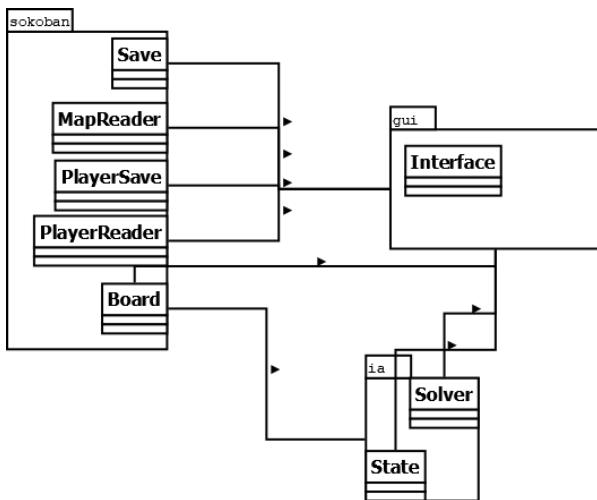 sokoban
Save
MapReader
PlayerSave
PlayerReader
Board
gui
Interface
ia
Solver
State